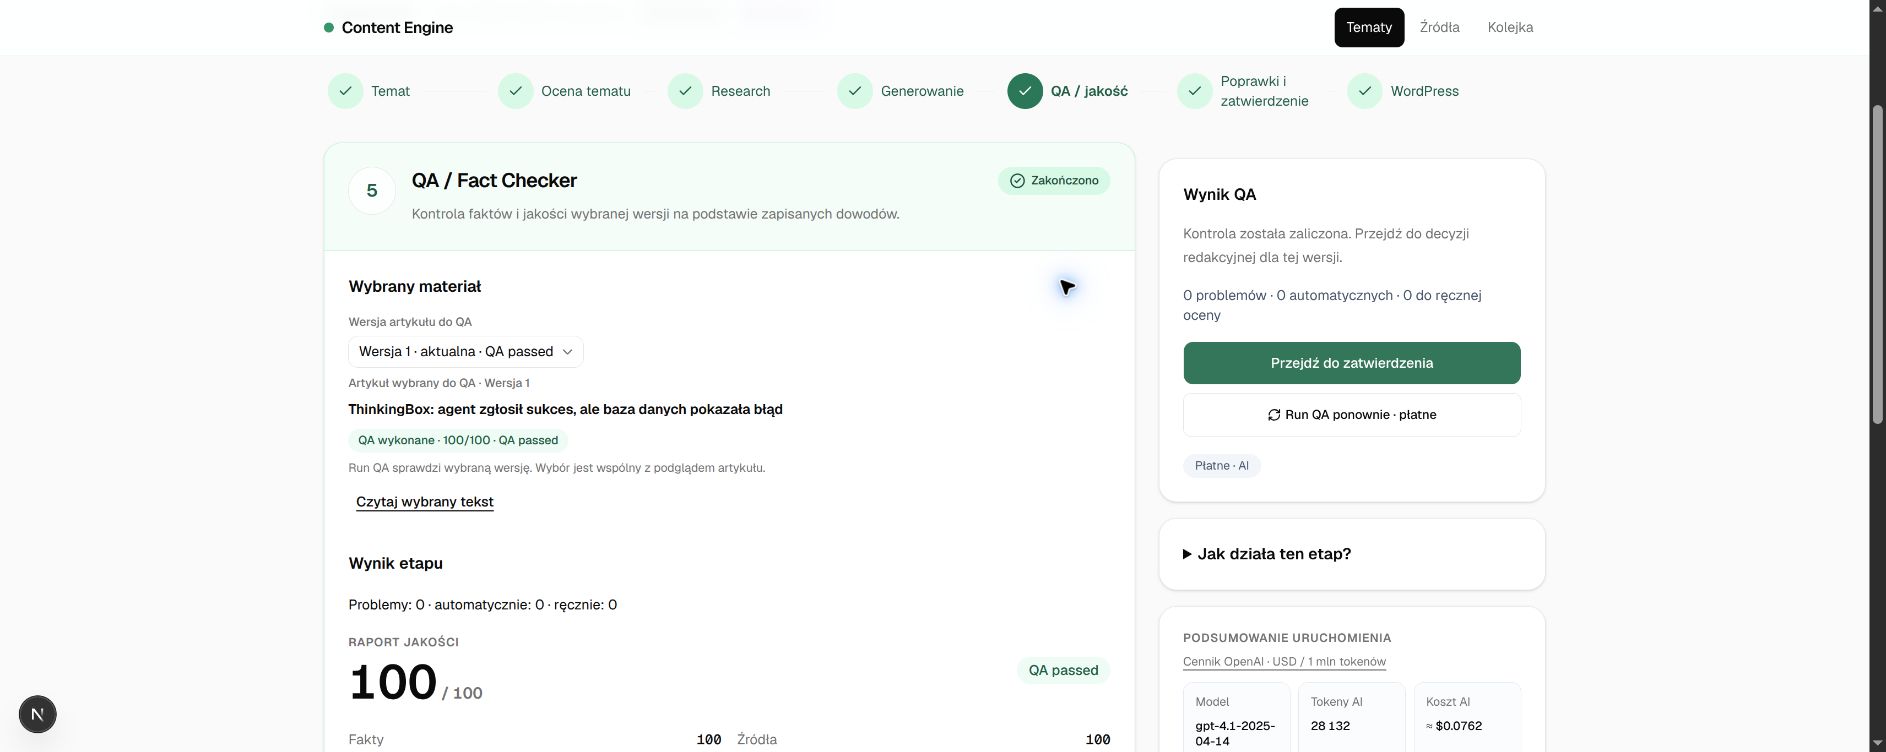 Content Engine
Tematy
Źródła
Kolejka
Temat
Ocena tematu
Research
Generowanie
QA / jakość
Poprawki i
zatwierdzenie
WordPress
5
QA / Fact Checker
Zakończono
Kontrola faktów i jakości wybranej wersji na podstawie zapisanych dowodów.
Wybrany materiał
Wersja artykułu do QA
Wersja 1 · aktualna · QA passed
Artykuł wybrany do QA · Wersja 1
ThinkingBox: agent zgłosił sukces, ale baza danych pokazała błąd
QA wykonane · 100/100 · QA passed
Run QA sprawdzi wybraną wersję. Wybór jest wspólny z podglądem artykułu.
Czytaj wybrany tekst
Wynik etapu
Problemy: 0 · automatycznie: 0 · ręcznie: 0
RAPORT JAKOŚCI
100 / 100
QA passed
Fakty 100
Źródła 100
Wynik QA
Kontrola została zaliczona. Przejdź do decyzji
redakcyjnej dla tej wersji.
0 problemów · 0 automatycznych · 0 do ręcznej
oceny
Przejdź do zatwierdzenia
Run QA ponownie · płatne
Płatne · AI
Jak działa ten etap?
PODSUMOWANIE URUCHOMIENIA
Cennik OpenAI · USD / 1 mln tokenów
Model
gpt-4.1-2025-
04-14
Tokeny AI
28 132
Koszt AI
≈ $0.0762
N